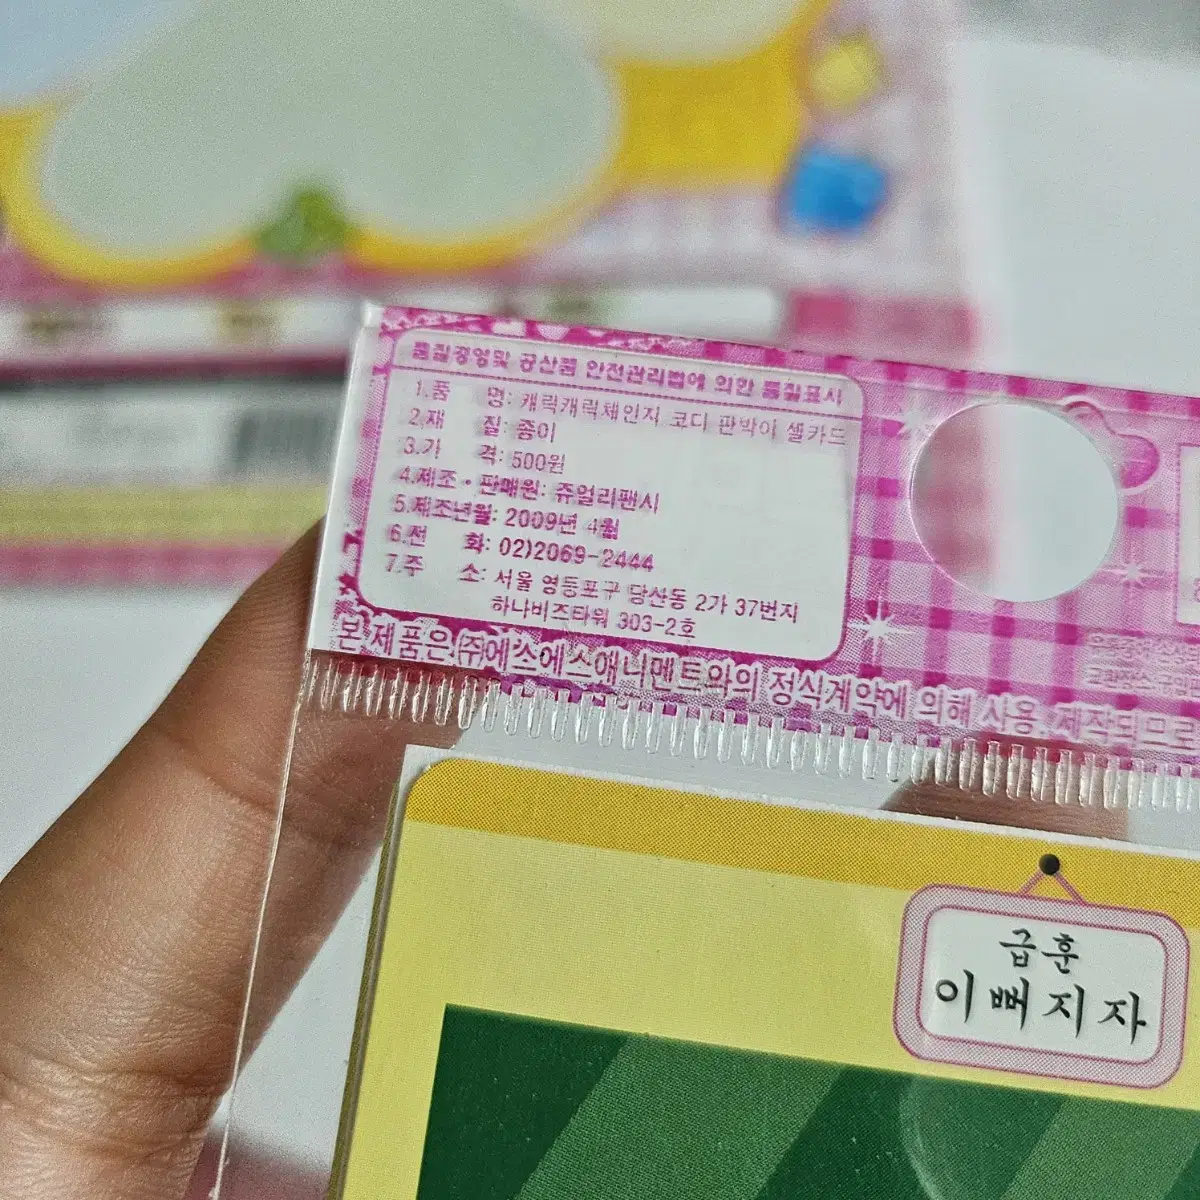 품질경영및 공산품 안전관리법에 의한 품질표시
1.품 명: 캐릭캐릭체인지 코디 판박이 셀카드
2.재 질: 종이
3.가 격: 500원
4.제조·판매원: 쥬얼리팬시
5.제조년월: 2009년 4월
6.전 화: 02)2069-2444
7.주 소: 서울 영등포구 당산동 2가 37번지
하나비즈타워 303-2호
본 제품은 (주)에스에스애니멘트와의 정식계약에 의해 사용, 제작되므로
급훈
이뻐지자